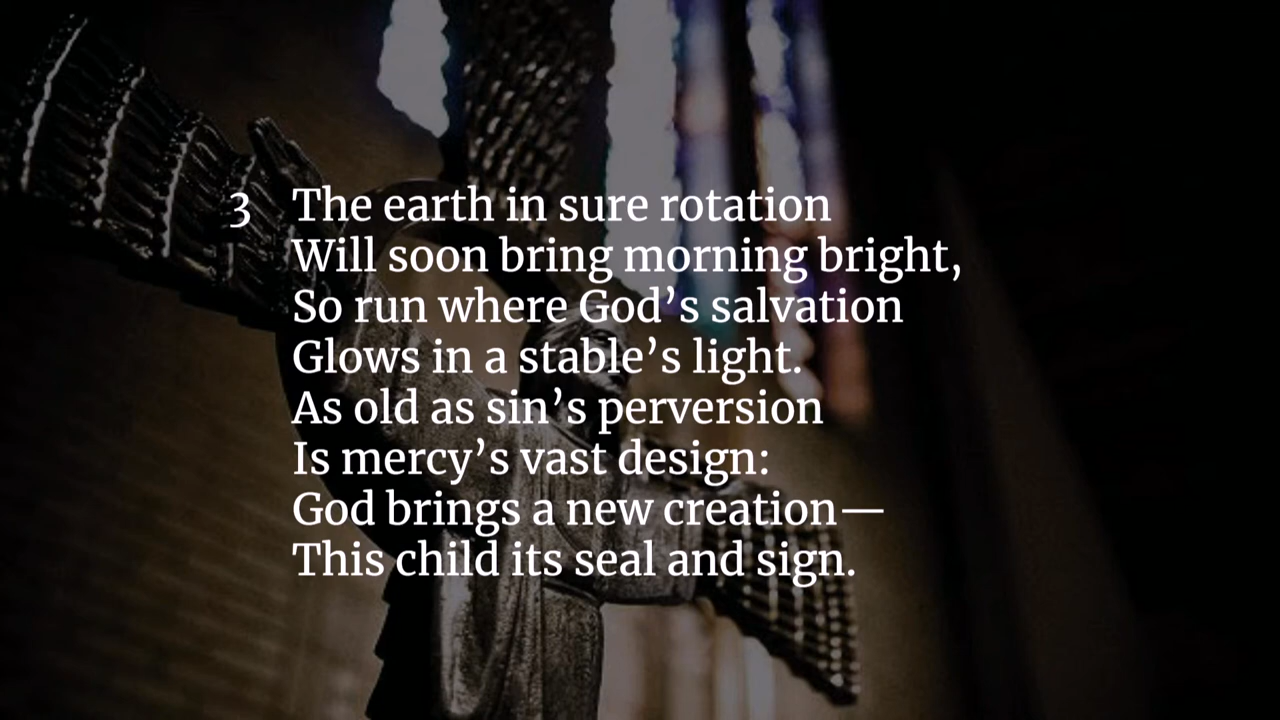 3 The earth in sure rotation
Will soon bring morning bright,
So run where God’s salvation
Glows in a stable’s light.
As old as sin’s perversion
Is mercy’s vast design:
God brings a new creation—
This child its seal and sign.